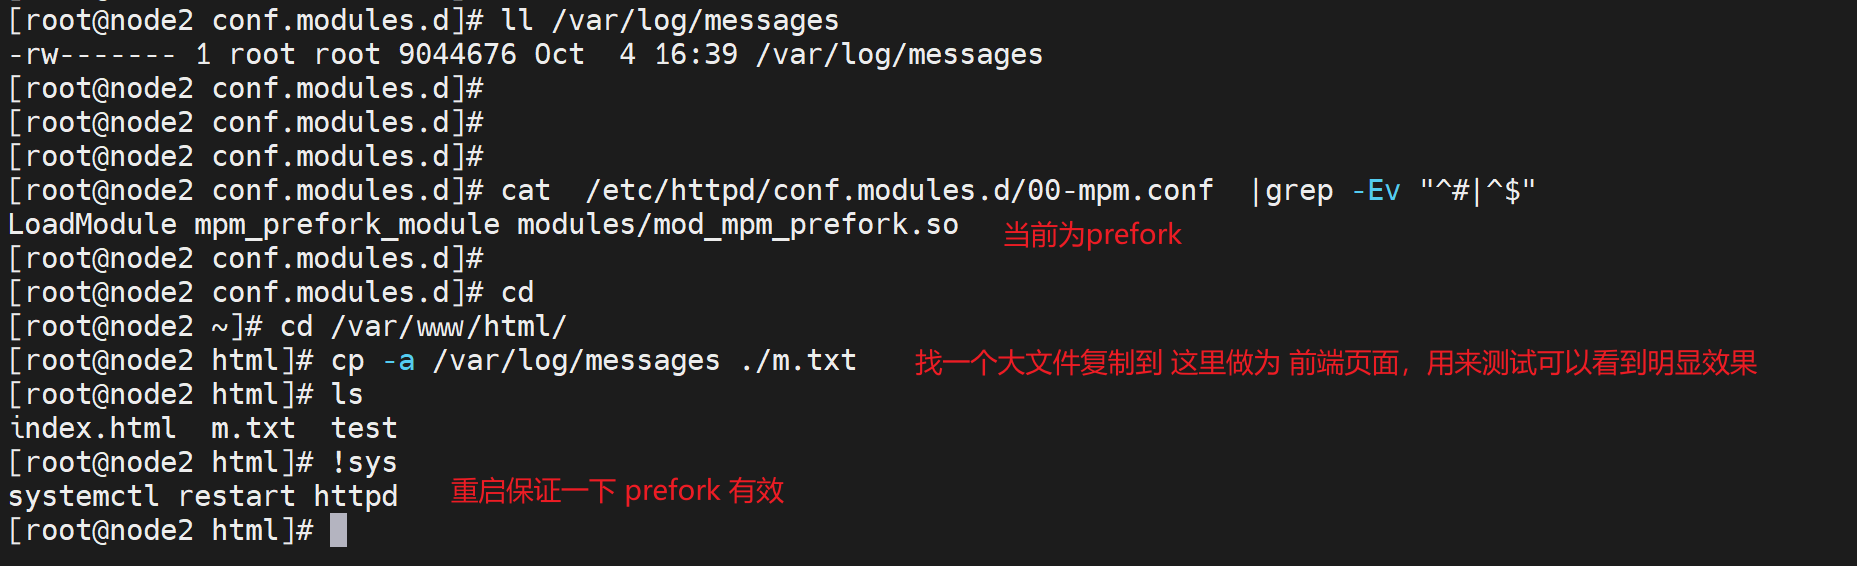 [root@node2 conf.modules.d]# ll /var/log/messages
-rw------- 1 root root 9044676 Oct  4 16:39 /var/log/messages
[root@node2 conf.modules.d]#
[root@node2 conf.modules.d]#
[root@node2 conf.modules.d]#
[root@node2 conf.modules.d]# cat  /etc/httpd/conf.modules.d/00-mpm.conf  |grep -Ev "^#|^$"
LoadModule mpm_prefork_module modules/mod_mpm_prefork.so 当前为prefork
[root@node2 conf.modules.d]#
[root@node2 conf.modules.d]# cd
[root@node2 ~]# cd /var/www/html/
[root@node2 html]# cp -a /var/log/messages ./m.txt 找一个大文件复制到 这里做为 前端页面，用来测试可以看到明显效果
[root@node2 html]# ls
index.html  m.txt  test
[root@node2 html]# !sys
systemctl restart httpd 重启保证一下 prefork 有效
[root@node2 html]#